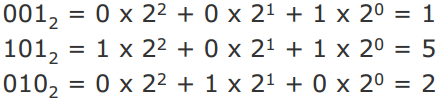 001₂ = 0 x 2² + 0 x 2¹ + 1 x 2⁰ = 1
101₂ = 1 x 2² + 0 x 2¹ + 1 x 2⁰ = 5
010₂ = 0 x 2² + 1 x 2¹ + 0 x 2⁰ = 2